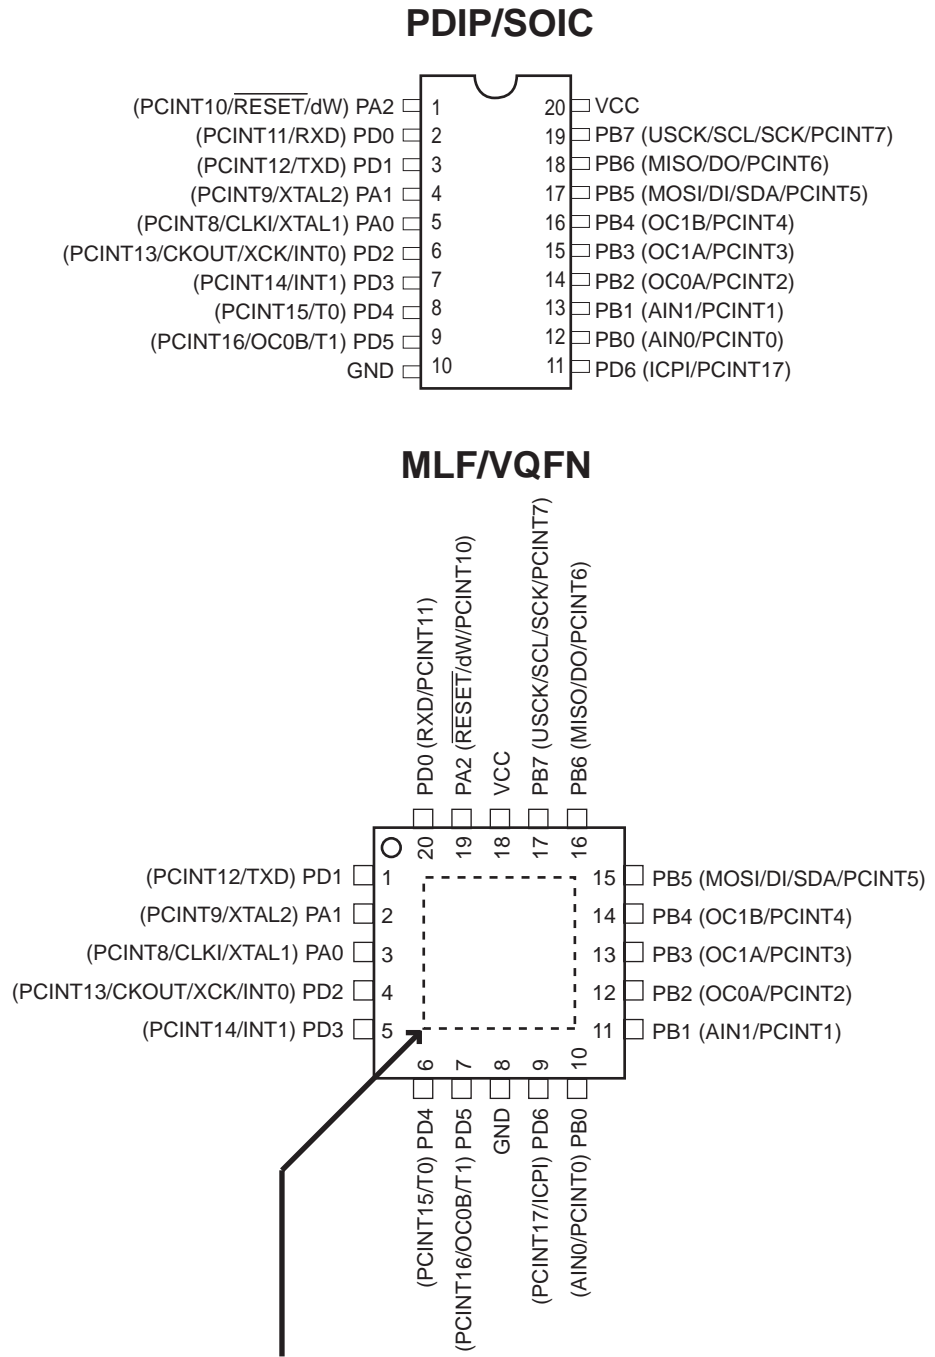 PDIP/SOIC
(PCINT10/RESET/dW) PA2 1 20 VCC
(PCINT11/RXD) PD0 2 19 PB7 (USCK/SCL/SCK/PCINT7)
(PCINT12/TXD) PD1 3 18 PB6 (MISO/DO/PCINT6)
(PCINT9/XTAL2) PA1 4 17 PB5 (MOSI/DI/SDA/PCINT5)
(PCINT8/CLKI/XTAL1) PA0 5 16 PB4 (OC1B/PCINT4)
(PCINT13/CKOUT/XCK/INT0) PD2 6 15 PB3 (OC1A/PCINT3)
(PCINT14/INT1) PD3 7 14 PB2 (OC0A/PCINT2)
(PCINT15/T0) PD4 8 13 PB1 (AIN1/PCINT1)
(PCINT16/OC0B/T1) PD5 9 12 PB0 (AIN0/PCINT0)
GND 10 11 PD6 (ICPI/PCINT17)
MLF/VQFN
PD0 (RXD/PCINT11)
PA2 (RESET/dW/PCINT10)
VCC
PB7 (USCK/SCL/SCK/PCINT7)
PB6 (MISO/DO/PCINT6)
20 19 18 17 16
(PCINT12/TXD) PD1 1 15 PB5 (MOSI/DI/SDA/PCINT5)
(PCINT9/XTAL2) PA1 2 14 PB4 (OC1B/PCINT4)
(PCINT8/CLKI/XTAL1) PA0 3 13 PB3 (OC1A/PCINT3)
(PCINT13/CKOUT/XCK/INT0) PD2 4 12 PB2 (OC0A/PCINT2)
(PCINT14/INT1) PD3 5 11 PB1 (AIN1/PCINT1)
6 7 8 9 10
(PCINT15/T0) PD4
(PCINT16/OC0B/T1) PD5
GND
(PCINT17/ICPI) PD6
(AIN0/PCINT0) PB0